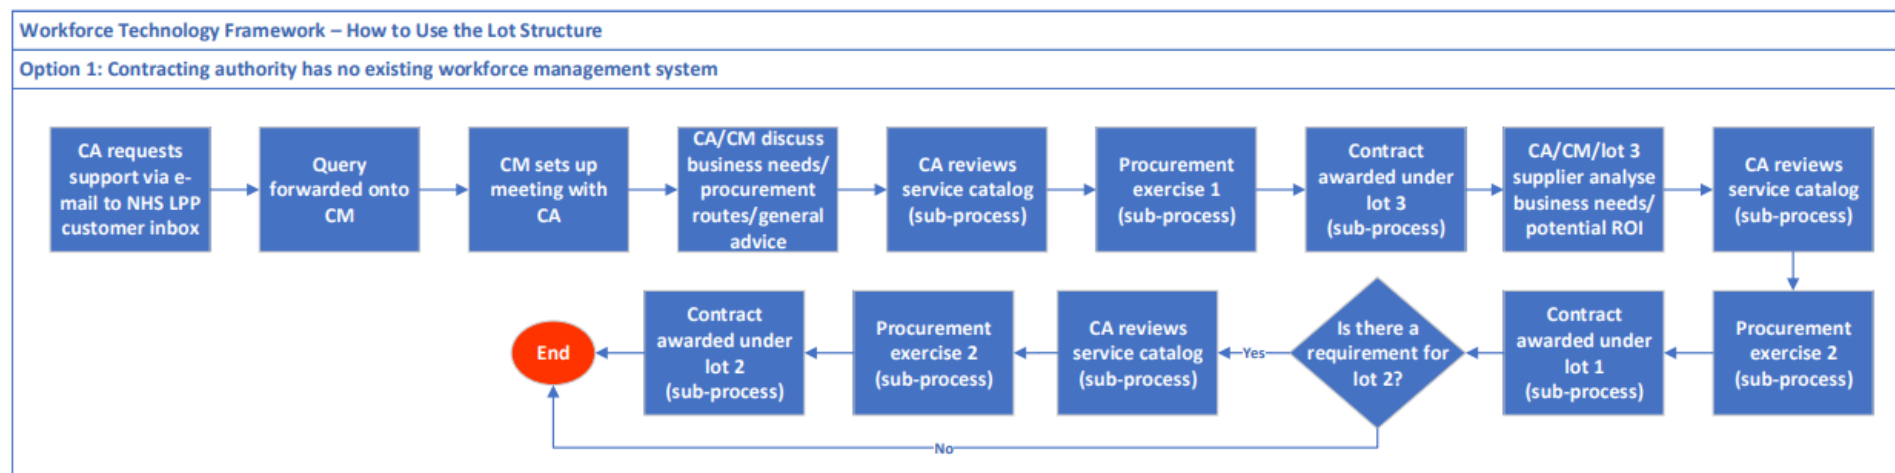 Workforce Technology Framework – How to Use the Lot Structure
Option 1: Contracting authority has no existing workforce management system
CA requests
support via e-
mail to NHS LPP
customer inbox
Query
forwarded onto
CM
CM sets up
meeting with
CA
CA/CM discuss
business needs/
procurement
routes/general
advice
CA reviews
service catalog
(sub-process)
Procurement
exercise 1
(sub-process)
Contract
awarded under
lot 3
(sub-process)
CA/CM/lot 3
supplier analyse
business needs/
potential ROI
CA reviews
service catalog
(sub-process)
Procurement
exercise 2
(sub-process)
Contract
awarded under
lot 1
(sub-process)
Is there a
requirement for
lot 2?
Yes
CA reviews
service catalog
(sub-process)
Procurement
exercise 2
(sub-process)
Contract
awarded under
lot 2
(sub-process)
End
No